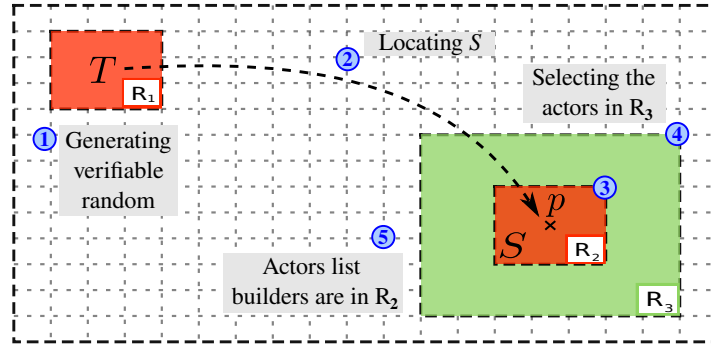 T
R1
1
Generating
verifiable
random
2
Locating S
Selecting the
actors in R3
4
3
p
S
R2
5
Actors list
builders are in R2
R3